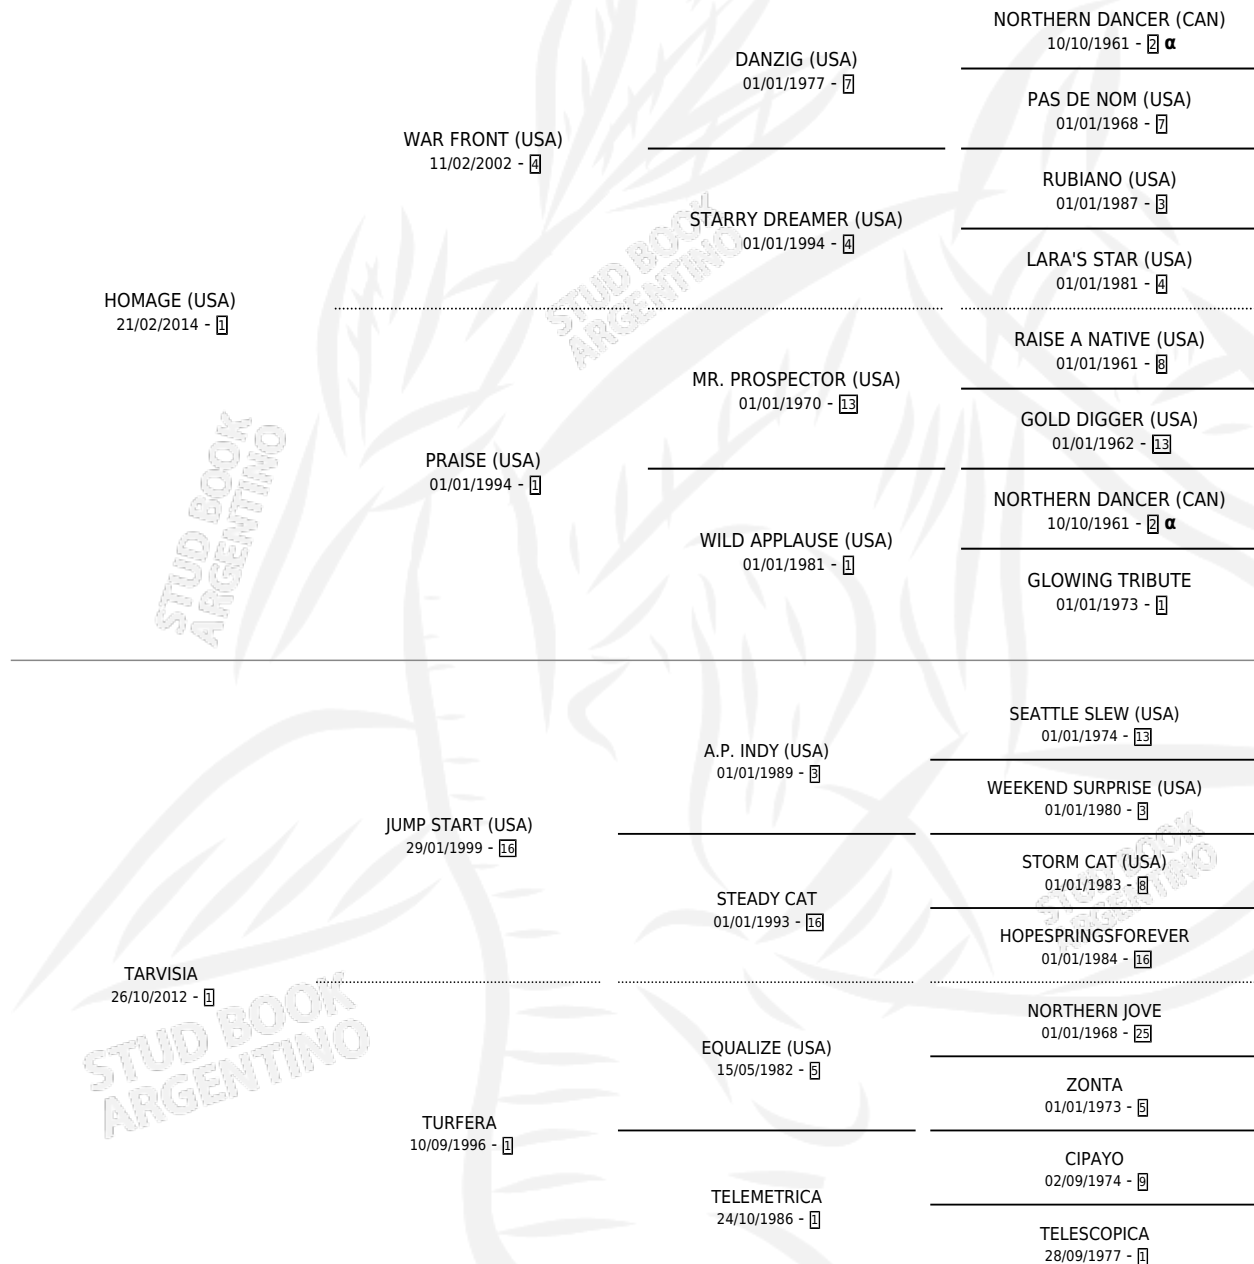 NORTHERN DANCER (CAN)
10/10/1961 - 2 α
DANZIG (USA)
01/01/1977 - 7
PAS DE NOM (USA)
01/01/1968 - 7
WAR FRONT (USA)
11/02/2002 - 4
RUBIANO (USA)
01/01/1987 - 3
STARRY DREAMER (USA)
01/01/1994 - 4
LARA'S STAR (USA)
01/01/1981 - 4
HOMAGE (USA)
21/02/2014 - 1
RAISE A NATIVE (USA)
01/01/1961 - 8
MR. PROSPECTOR (USA)
01/01/1970 - 13
GOLD DIGGER (USA)
01/01/1962 - 13
PRAISE (USA)
01/01/1994 - 1
NORTHERN DANCER (CAN)
10/10/1961 - 2 α
WILD APPLAUSE (USA)
01/01/1981 - 1
GLOWING TRIBUTE
01/01/1973 - 1
STUD BOOK
ARGENTINO
STUD BOOK
ARGENTINO
SEATTLE SLEW (USA)
01/01/1974 - 13
A.P. INDY (USA)
01/01/1989 - 3
WEEKEND SURPRISE (USA)
01/01/1980 - 3
JUMP START (USA)
29/01/1999 - 16
STORM CAT (USA)
01/01/1983 - 8
STEADY CAT
01/01/1993 - 16
HOPESPRINGSFOREVER
01/01/1984 - 16
TARVISIA
26/10/2012 - 1
NORTHERN JOVE
01/01/1968 - 25
EQUALIZE (USA)
15/05/1982 - 5
ZONTA
01/01/1973 - 5
TURFERA
10/09/1996 - 1
CIPAYO
02/09/1974 - 9
TELEMETRICA
24/10/1986 - 1
TELESCOPICA
28/09/1977 - 1
STUD BOOK
ARGENTINO
STUD BOOK
ARGENTINO